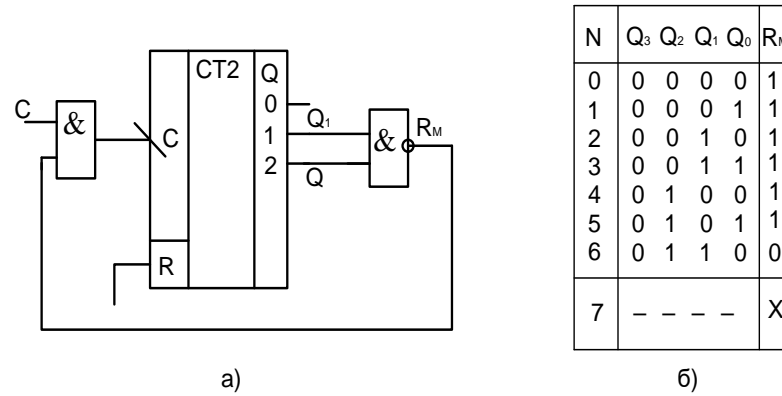 CT2
Q
0
C
&
C
1
Q₁
&
Rм
2
Q
R
а)
N Q₃ Q₂ Q₁ Q₀ Rм
0 0 0 0 0 1
1 0 0 0 1 1
2 0 0 1 0 1
3 0 0 1 1 1
4 0 1 0 0 1
5 0 1 0 1 1
6 0 1 1 0 0
7 – – – – X
б)